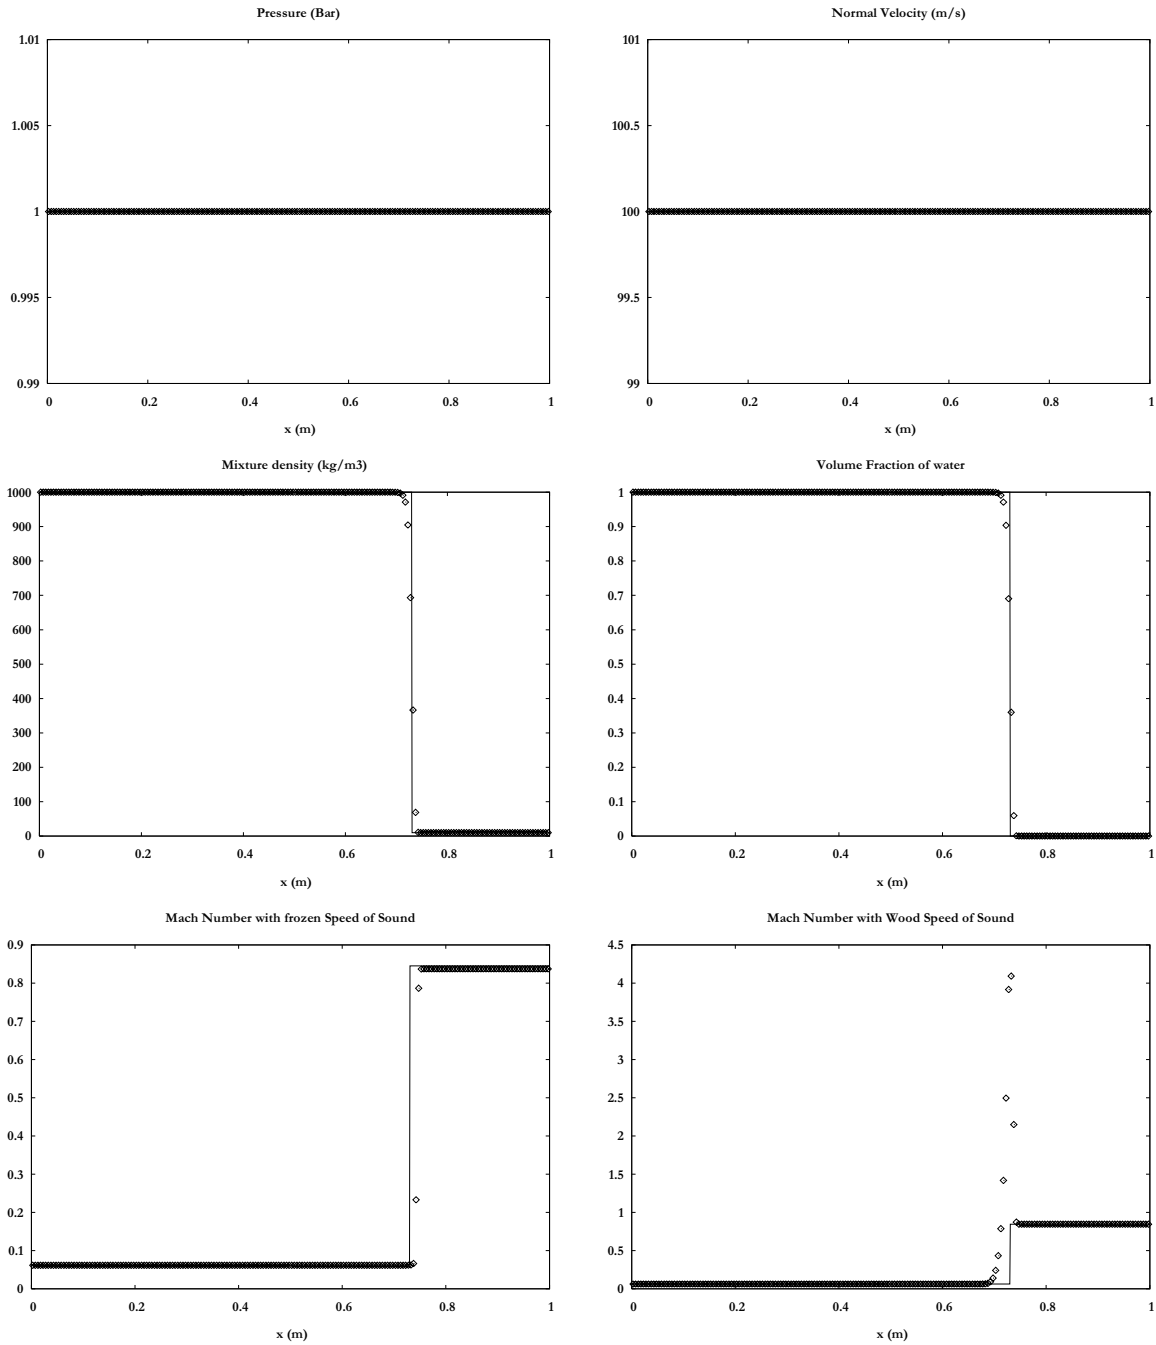 Pressure (Bar)
1.01
1.005
1
0.995
0.99
0 0.2 0.4 0.6 0.8 1
x (m)
Normal Velocity (m/s)
101
100.5
100
99.5
99
0 0.2 0.4 0.6 0.8 1
x (m)
Mixture density (kg/m3)
1000
900
800
700
600
500
400
300
200
100
0
0 0.2 0.4 0.6 0.8 1
x (m)
Volume Fraction of water
1
0.9
0.8
0.7
0.6
0.5
0.4
0.3
0.2
0.1
0
0 0.2 0.4 0.6 0.8 1
x (m)
Mach Number with frozen Speed of Sound
0.9
0.8
0.7
0.6
0.5
0.4
0.3
0.2
0.1
0
0 0.2 0.4 0.6 0.8 1
x (m)
Mach Number with Wood Speed of Sound
4.5
4
3.5
3
2.5
2
1.5
1
0.5
0
0 0.2 0.4 0.6 0.8 1
x (m)